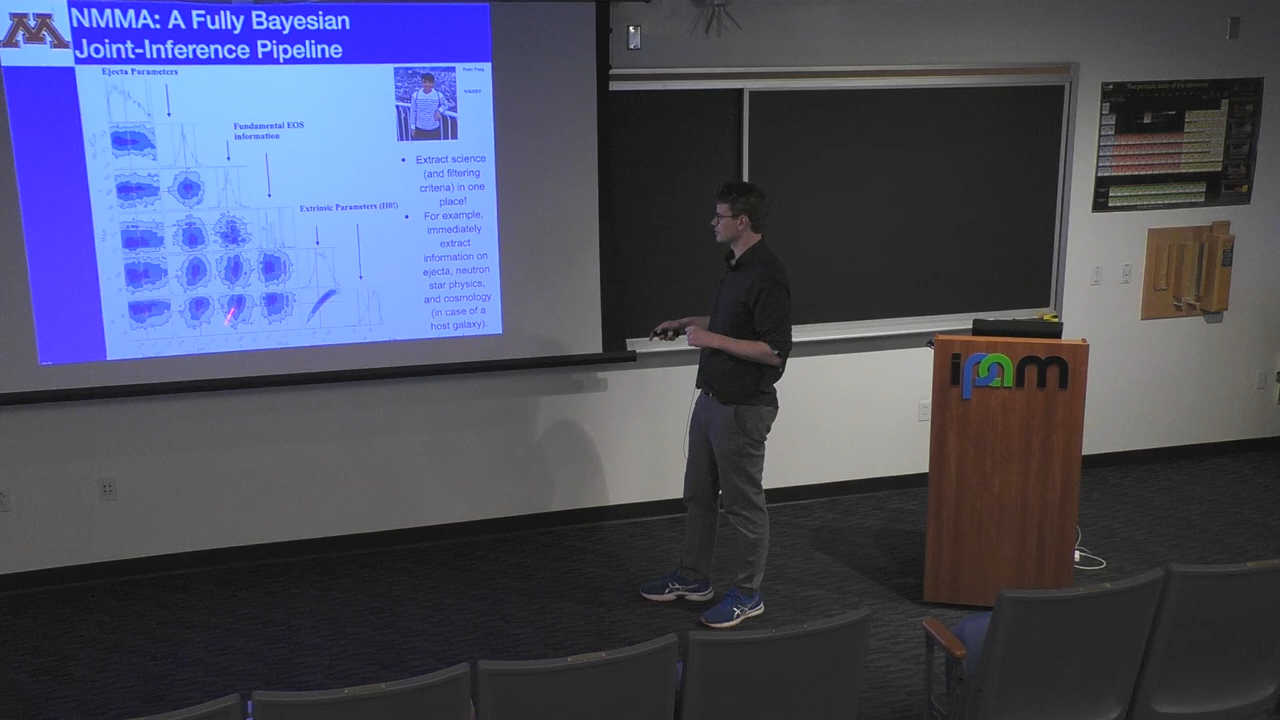 NMMA: A Fully Bayesian
Joint-Inference Pipeline
Ejecta Parameters
Fundamental EOS
information
Extrinsic Parameters (H0!)
• Extract science
(and filtering
criteria) in one
place!
• For example,
immediately
extract
information on
ejecta, neutron
star physics,
and cosmology
(in case of a
host galaxy).
ipam